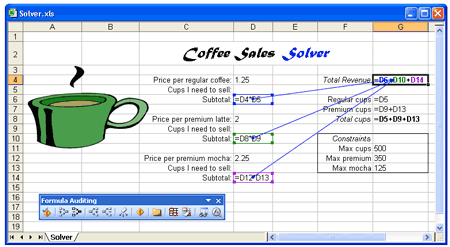 Solver.xls
A B C D E F G
1
2 Coffee Sales Solver
3
4 Price per regular coffee: 1.25 Total Revenue: =D6+D10+D14
5 Cups I need to sell:
6 Subtotal: =D4*D5 Regular cups =D5
7 Premium cups =D9+D13
8 Price per premium latte: 2 Total cups =D5+D9+D13
9 Cups I need to sell:
10 Subtotal: =D8*D9 Constraints
11 Max cups 500
12 Price per premium mocha: 2.25 Max premium 350
13 Cups I need to sell: Max mocha 125
14 Subtotal: =D12*D13
15
16 Formula Auditing
17
18
19
Solver